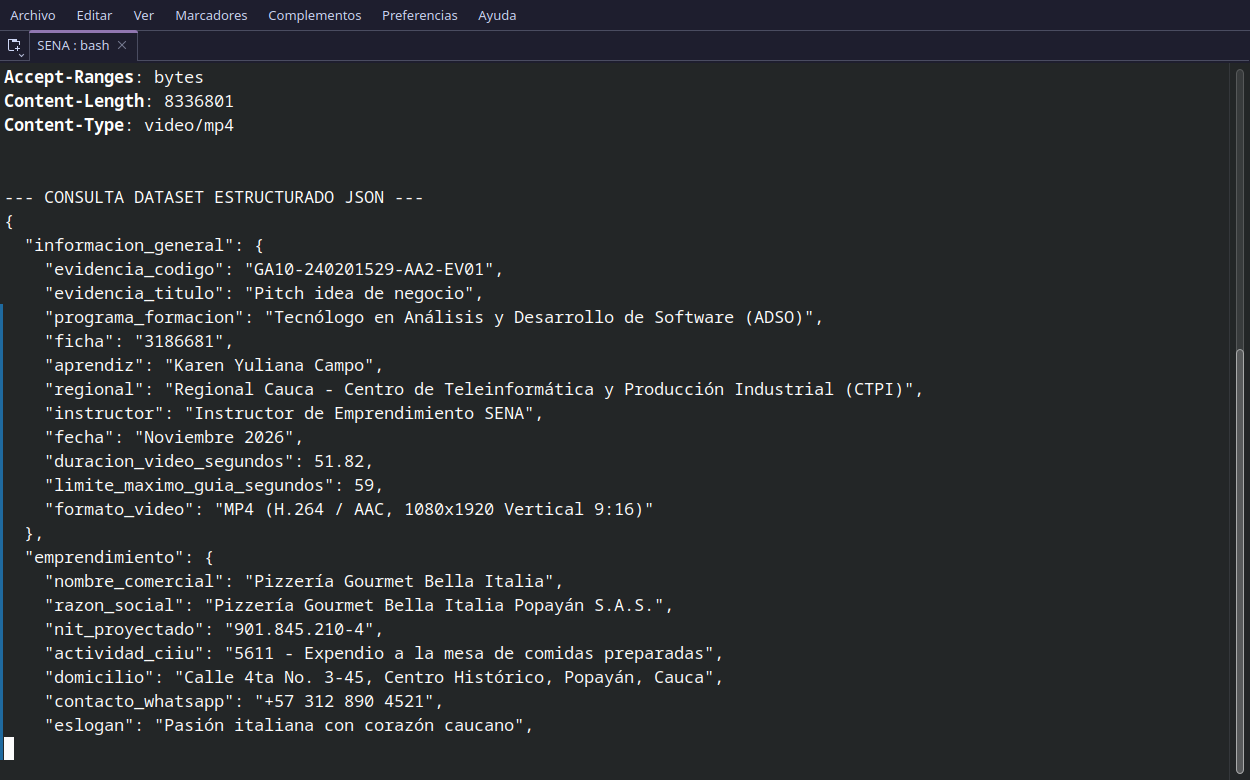 Archivo Editar Ver Marcadores Complementos Preferencias Ayuda
SENA : bash
Accept-Ranges: bytes
Content-Length: 8336801
Content-Type: video/mp4
--- CONSULTA DATASET ESTRUCTURADO JSON ---
{
  "informacion_general": {
    "evidencia_codigo": "GA10-240201529-AA2-EV01",
    "evidencia_titulo": "Pitch idea de negocio",
    "programa_formacion": "Tecnólogo en Análisis y Desarrollo de Software (ADSO)",
    "ficha": "3186681",
    "aprendiz": "Karen Yuliana Campo",
    "regional": "Regional Cauca - Centro de Teleinformática y Producción Industrial (CTPI)",
    "instructor": "Instructor de Emprendimiento SENA",
    "fecha": "Noviembre 2026",
    "duracion_video_segundos": 51.82,
    "limite_maximo_guia_segundos": 59,
    "formato_video": "MP4 (H.264 / AAC, 1080x1920 Vertical 9:16)"
  },
  "emprendimiento": {
    "nombre_comercial": "Pizzería Gourmet Bella Italia",
    "razon_social": "Pizzería Gourmet Bella Italia Popayán S.A.S.",
    "nit_proyectado": "901.845.210-4",
    "actividad_ciiu": "5611 - Expendio a la mesa de comidas preparadas",
    "domicilio": "Calle 4ta No. 3-45, Centro Histórico, Popayán, Cauca",
    "contacto_whatsapp": "+57 312 890 4521",
    "eslogan": "Pasión italiana con corazón caucano",